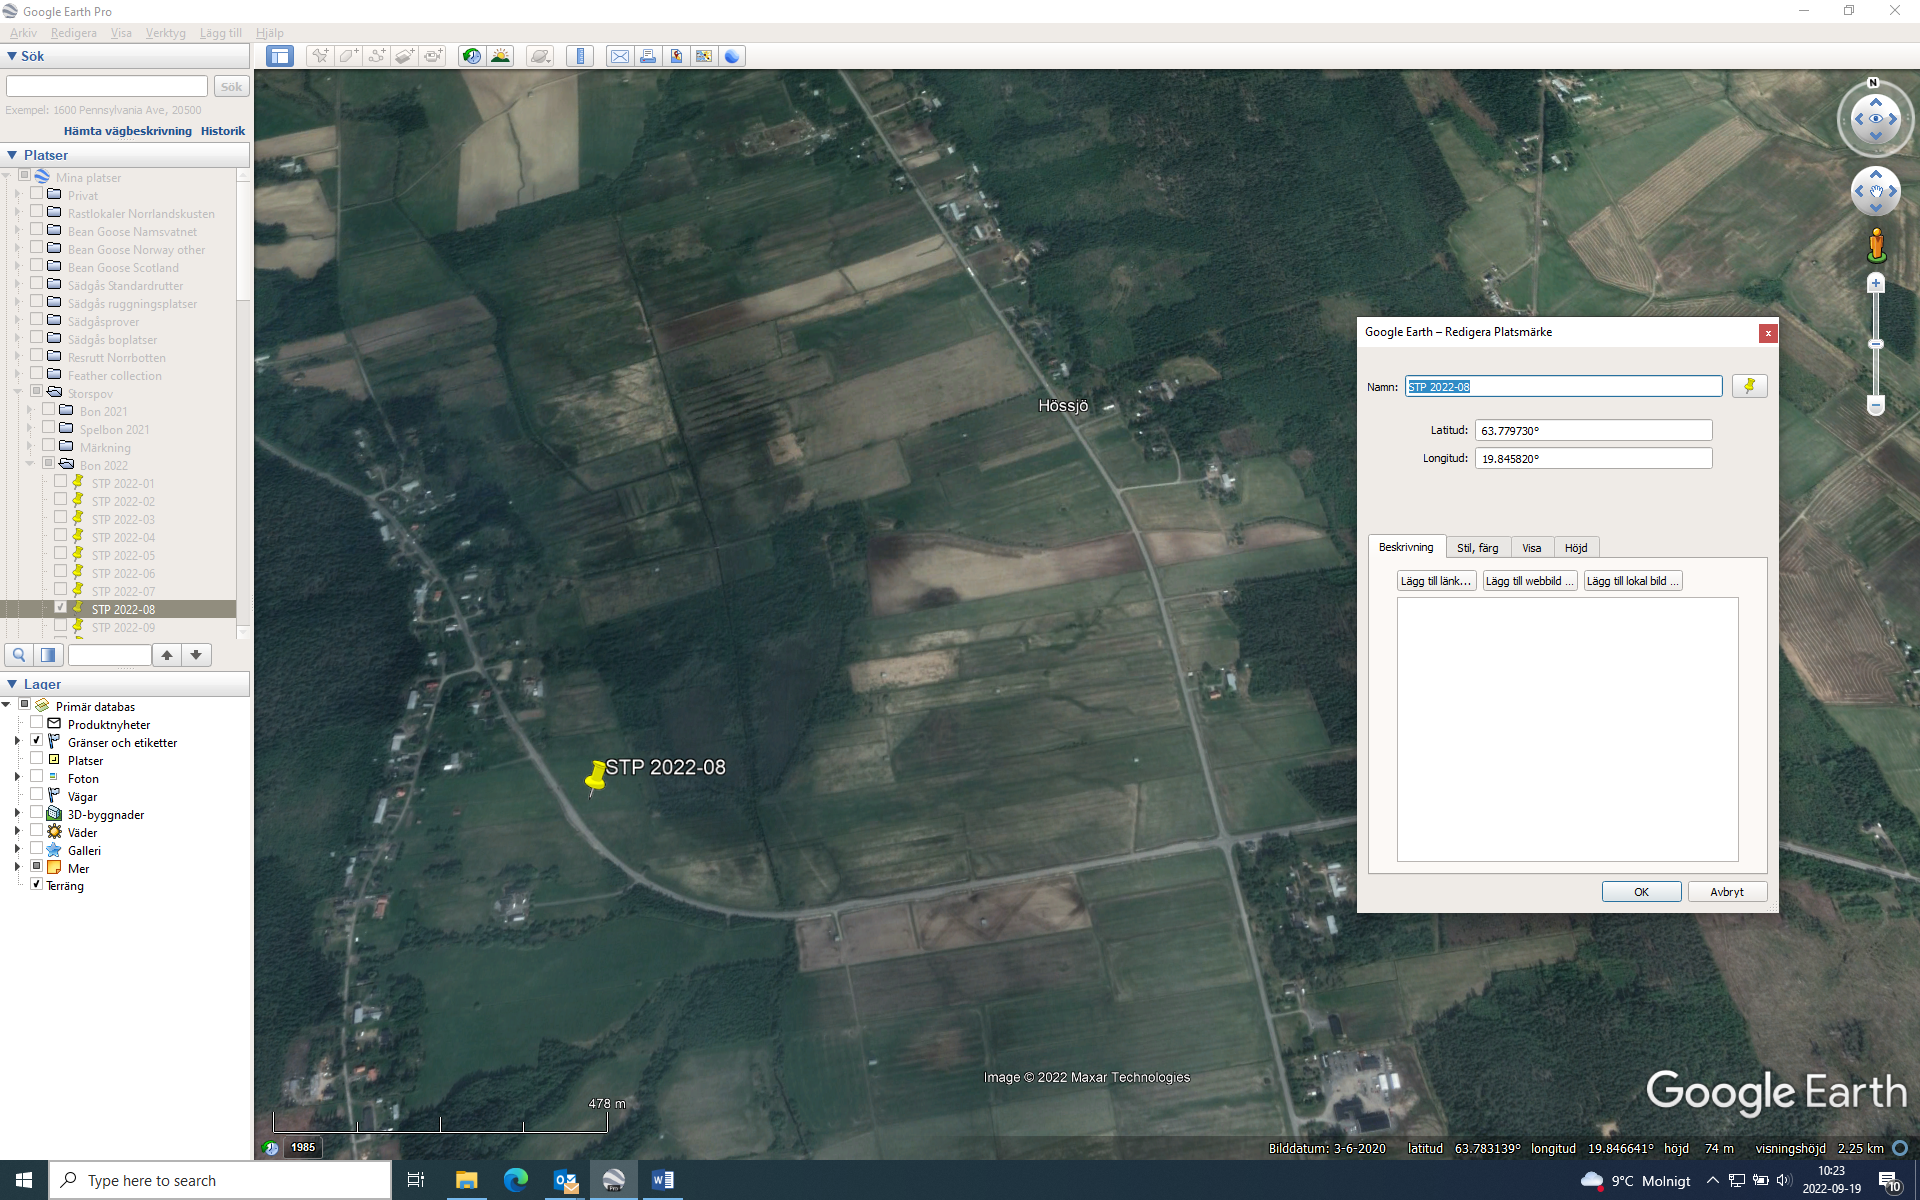 Google Earth Pro
Arkiv Redigera Visa Verktyg Lägg till Hjälp
Sök
Sök
Exempel: 1600 Pennsylvania Ave, 20500
Hämta vägbeskrivning Historik
Platser
Mina platser
Privat
Rastlokaler Norrlandskusten
Bean Goose Namsvatnet
Bean Goose Norway other
Bean Goose Scotland
Sädgås Standardrutter
Sädgås ruggningsplatser
Sädgåsprover
Sädgås boplatser
Resrutt Norrbotten
Feather collection
Storspov
Bon 2021
Spelbon 2021
Märkning
Bon 2022
STP 2022-01
STP 2022-02
STP 2022-03
STP 2022-04
STP 2022-05
STP 2022-06
STP 2022-07
STP 2022-08
STP 2022-09
Lager
Primär databas
Produktnyheter
Gränser och etiketter
Platser
Foton
Vägar
3D-byggnader
Väder
Galleri
Mer
Terräng
N
Hössjö
STP 2022-08
Google Earth – Redigera Platsmärke
x
Namn: STP 2022-08
Latitud: 63.779730°
Longitud: 19.845820°
Beskrivning Stil, färg Visa Höjd
Lägg till länk... Lägg till webbild ... Lägg till lokal bild ...
OK Avbryt
Image © 2022 Maxar Technologies
Google Earth
478 m
1985
Bilddatum: 3-6-2020 latitud 63.783139° longitud 19.846641° höjd 74 m visningshöjd 2.25 km
Type here to search
9°C Molnigt
10:23
2022-09-19
10